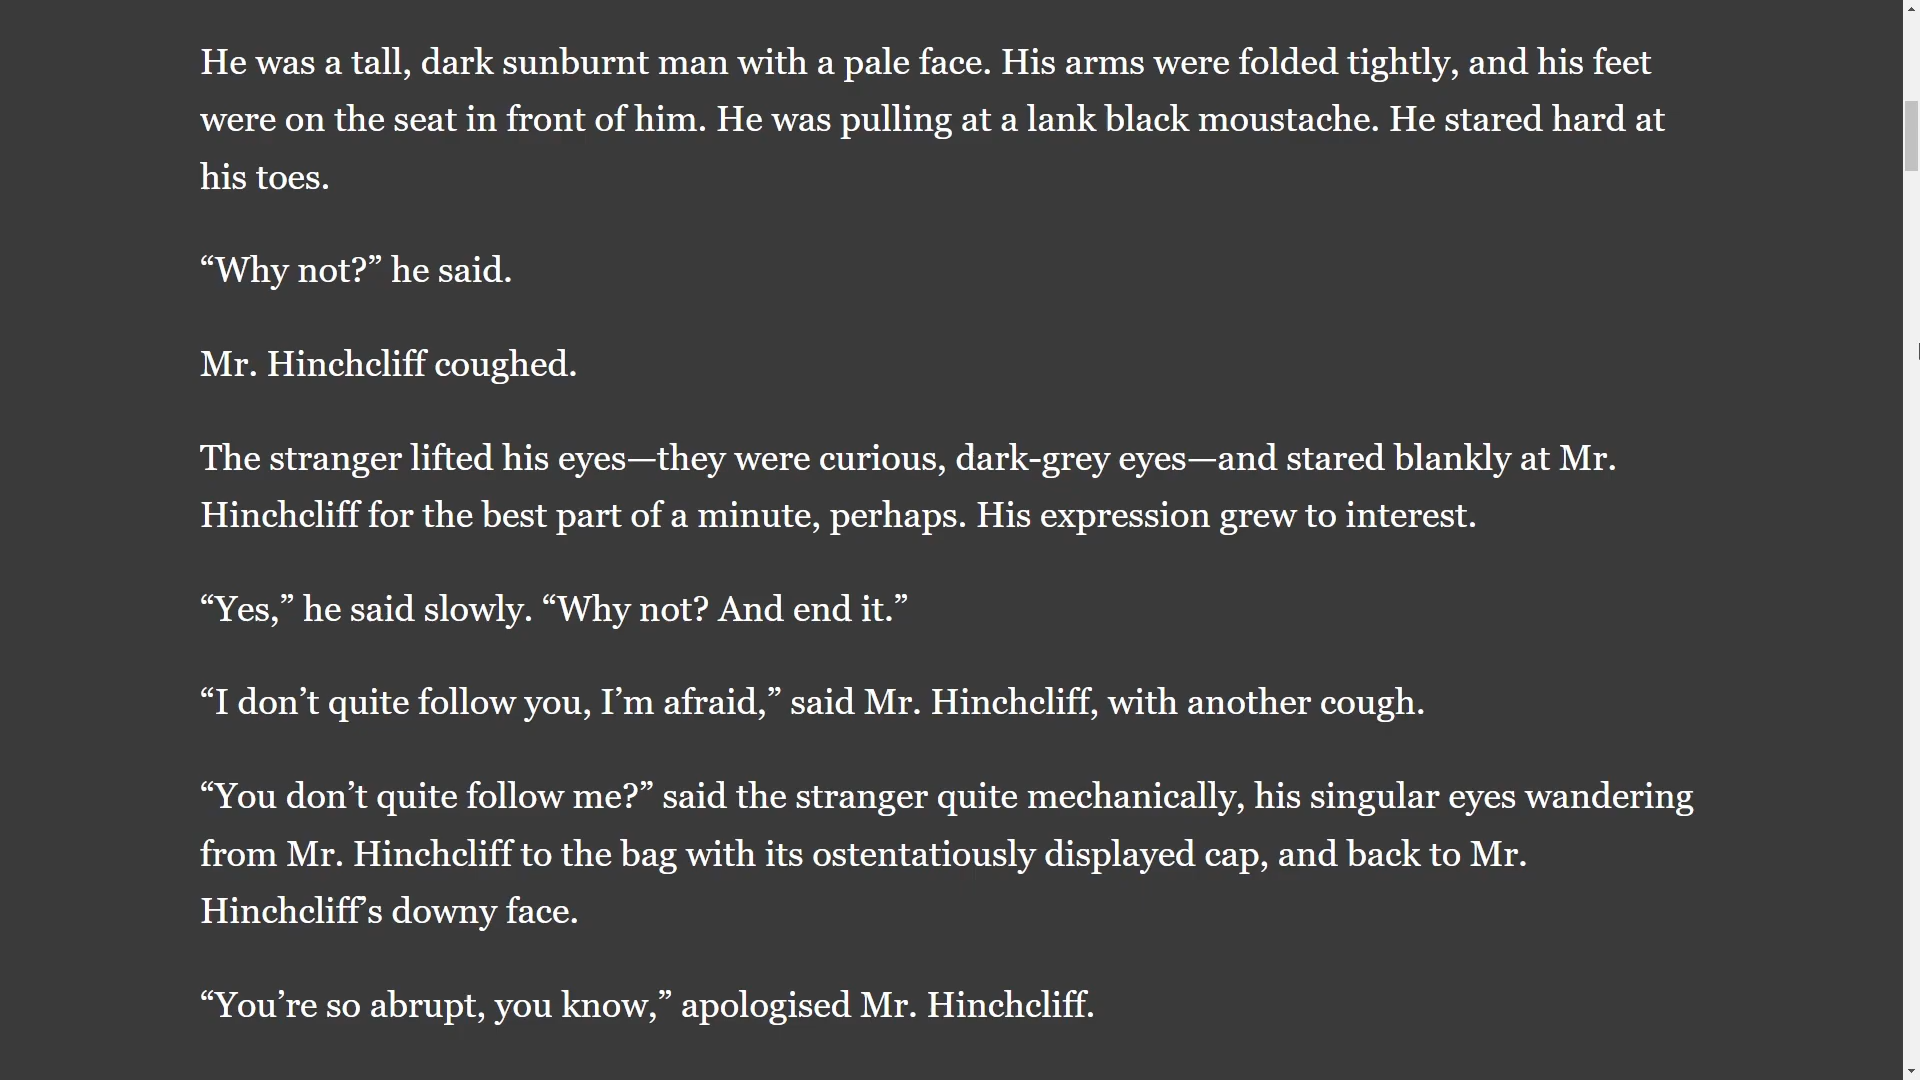 He was a tall, dark sunburnt man with a pale face. His arms were folded tightly, and his feet
were on the seat in front of him. He was pulling at a lank black moustache. He stared hard at
his toes.
“Why not?” he said.
Mr. Hinchcliff coughed.
The stranger lifted his eyes—they were curious, dark-grey eyes—and stared blankly at Mr.
Hinchcliff for the best part of a minute, perhaps. His expression grew to interest.
“Yes,” he said slowly. “Why not? And end it.”
“I don’t quite follow you, I’m afraid,” said Mr. Hinchcliff, with another cough.
“You don’t quite follow me?” said the stranger quite mechanically, his singular eyes wandering
from Mr. Hinchcliff to the bag with its ostentatiously displayed cap, and back to Mr.
Hinchcliff’s downy face.
“You’re so abrupt, you know,” apologised Mr. Hinchcliff.